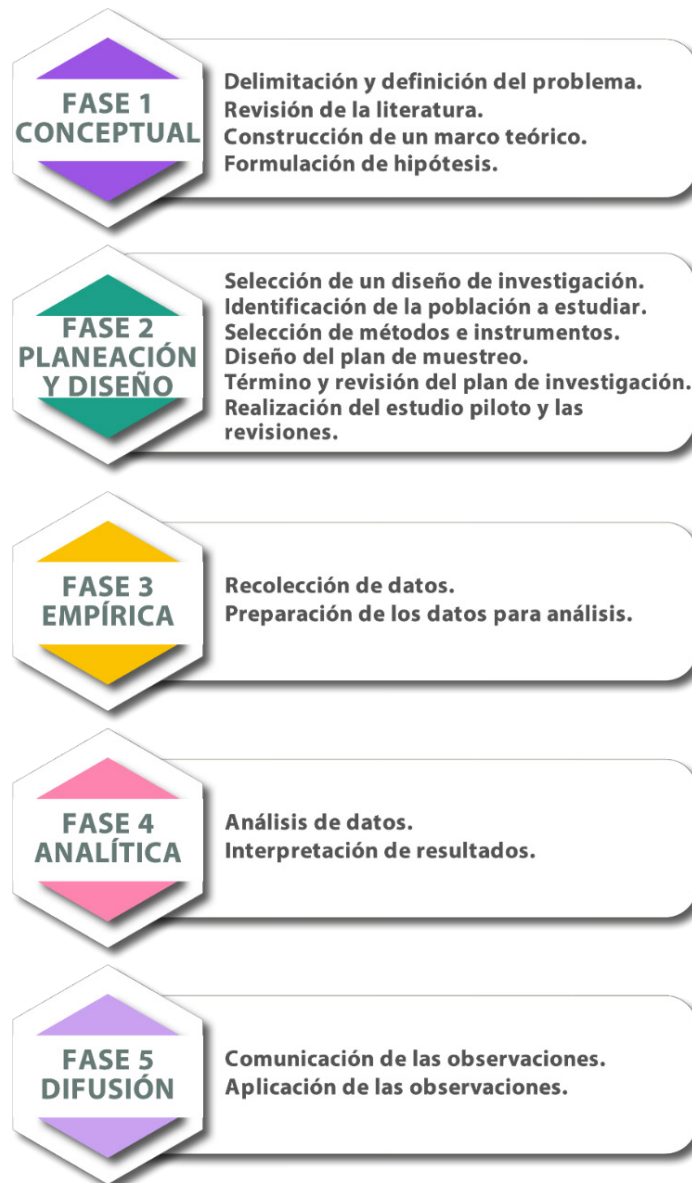 FASE 1
CONCEPTUAL
Delimitación y definición del problema.
Revisión de la literatura.
Construcción de un marco teórico.
Formulación de hipótesis.
FASE 2
PLANEACIÓN
Y DISEÑO
Selección de un diseño de investigación.
Identificación de la población a estudiar.
Selección de métodos e instrumentos.
Diseño del plan de muestreo.
Término y revisión del plan de investigación.
Realización del estudio piloto y las
revisiones.
FASE 3
EMPÍRICA
Recolección de datos.
Preparación de los datos para análisis.
FASE 4
ANALÍTICA
Análisis de datos.
Interpretación de resultados.
FASE 5
DIFUSIÓN
Comunicación de las observaciones.
Aplicación de las observaciones.